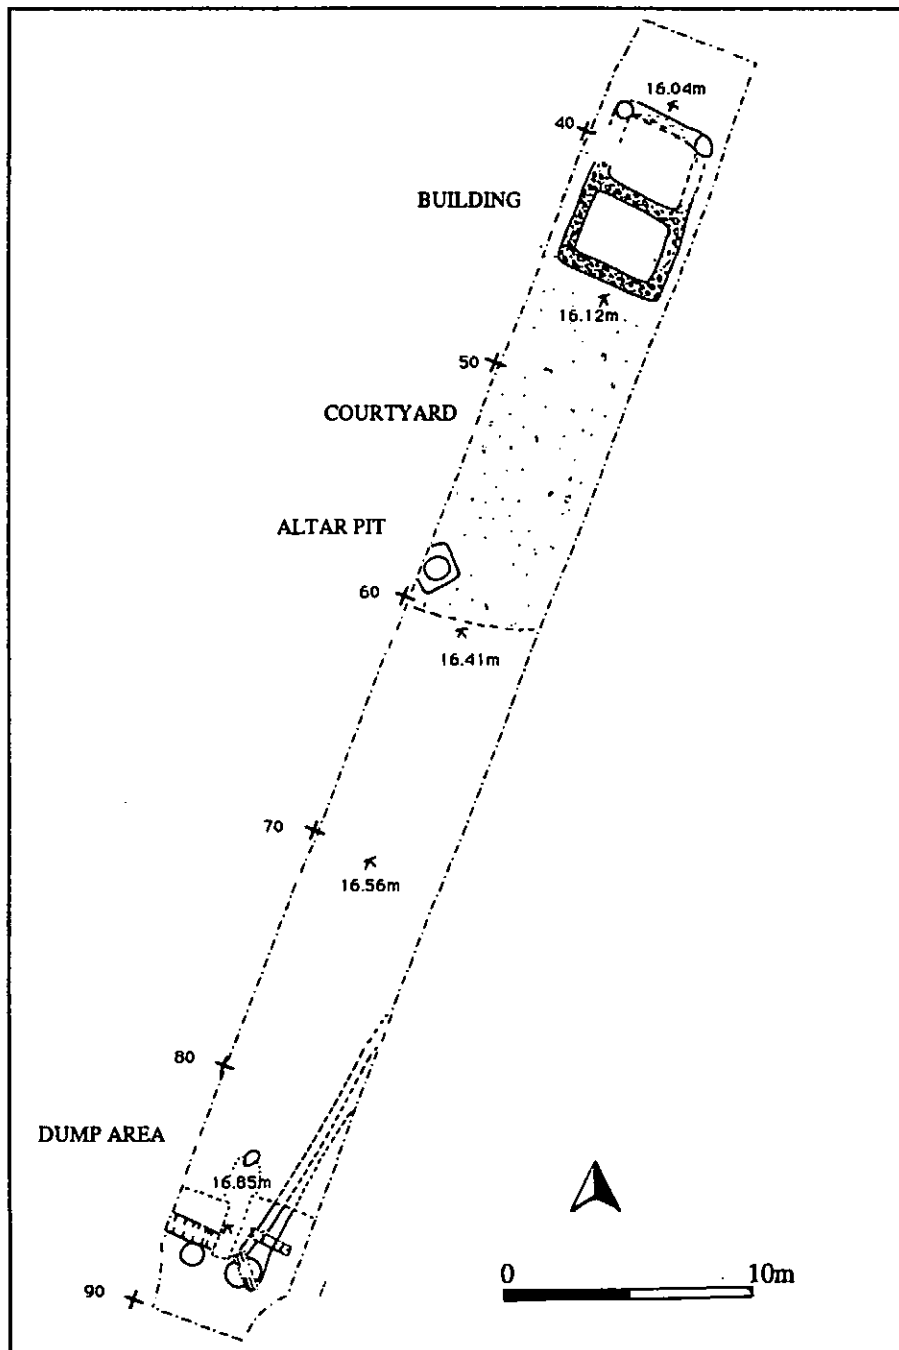 16.04m
40
BUILDING
16.12m
50
COURTYARD
ALTAR PIT
60
16.41m
70
16.56m
80
DUMP AREA
16.85m
90
0 10m